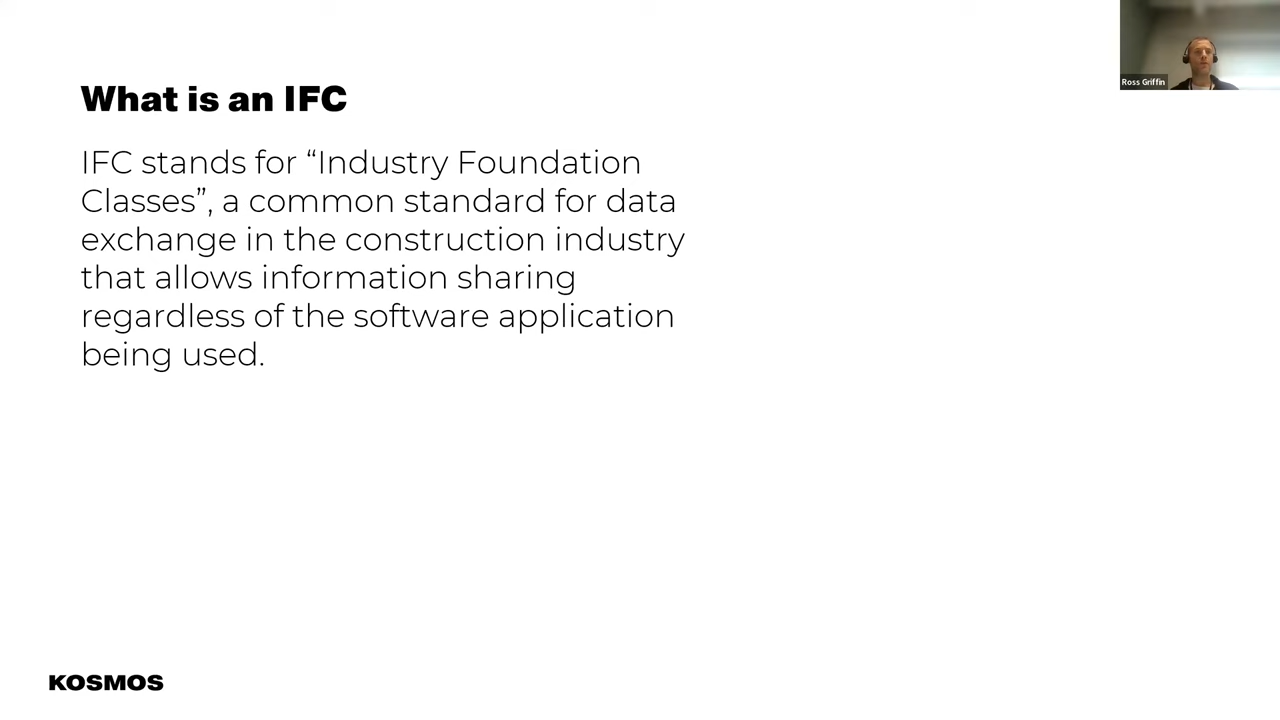 What is an IFC
IFC stands for “Industry Foundation
Classes”, a common standard for data
exchange in the construction industry
that allows information sharing
regardless of the software application
being used.
Ross Griffin
KOSMOS